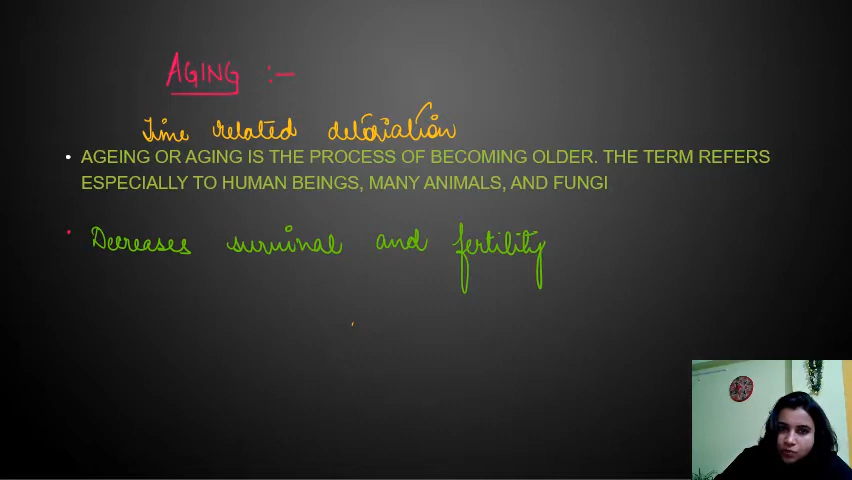 AGING :-
Time related deteriation
• AGEING OR AGING IS THE PROCESS OF BECOMING OLDER. THE TERM REFERS
ESPECIALLY TO HUMAN BEINGS, MANY ANIMALS, AND FUNGI
• Decreases survival and fertility